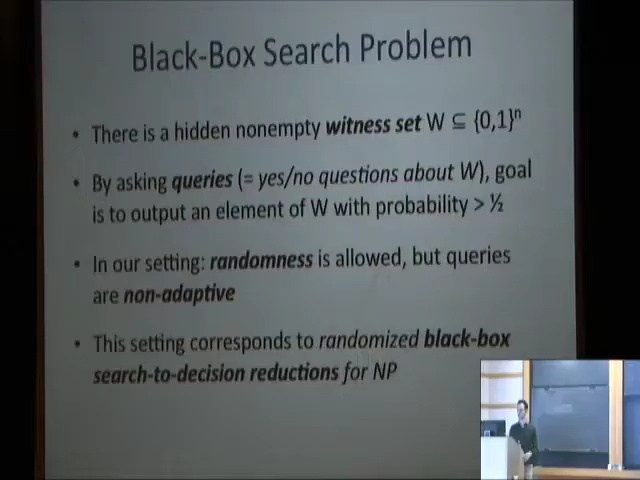 Black-Box Search Problem
• There is a hidden nonempty witness set W ⊆ {0,1}ⁿ
• By asking queries (= yes/no questions about W), goal
is to output an element of W with probability > ½
• In our setting: randomness is allowed, but queries
are non-adaptive
• This setting corresponds to randomized black-box
search-to-decision reductions for NP